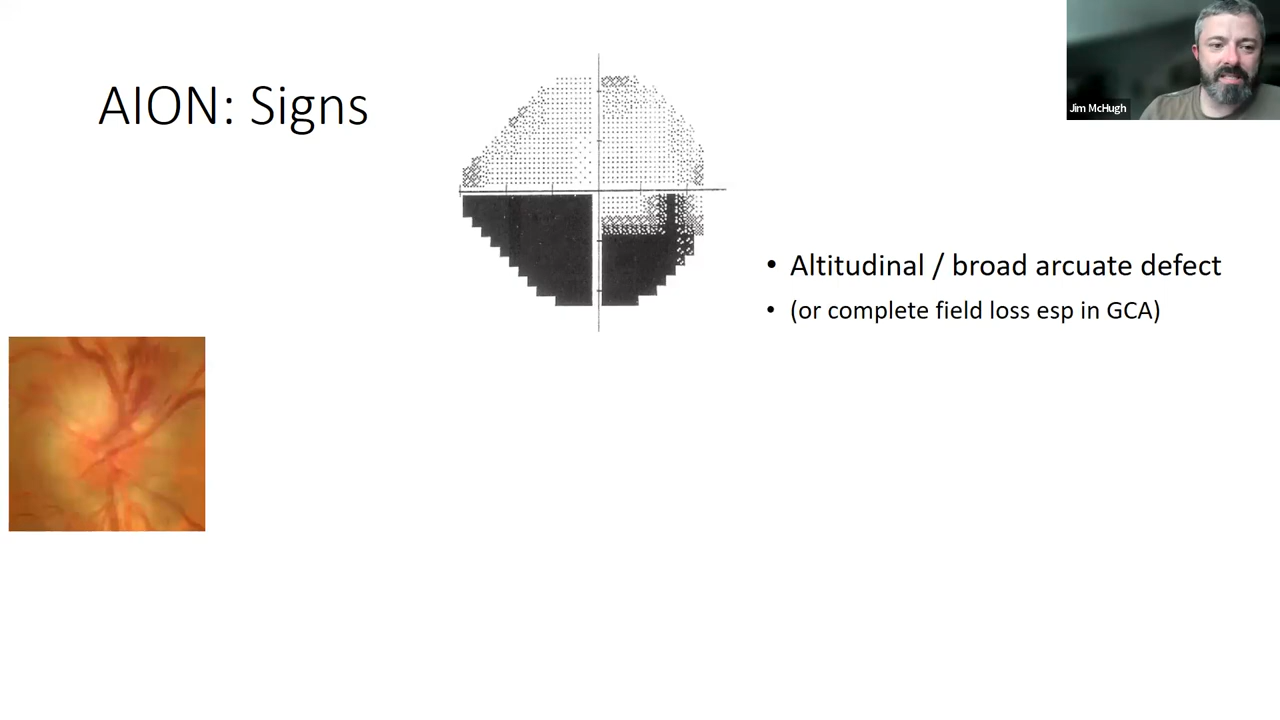 AION: Signs
Jim McHugh
• Altitudinal / broad arcuate defect
• (or complete field loss esp in GCA)